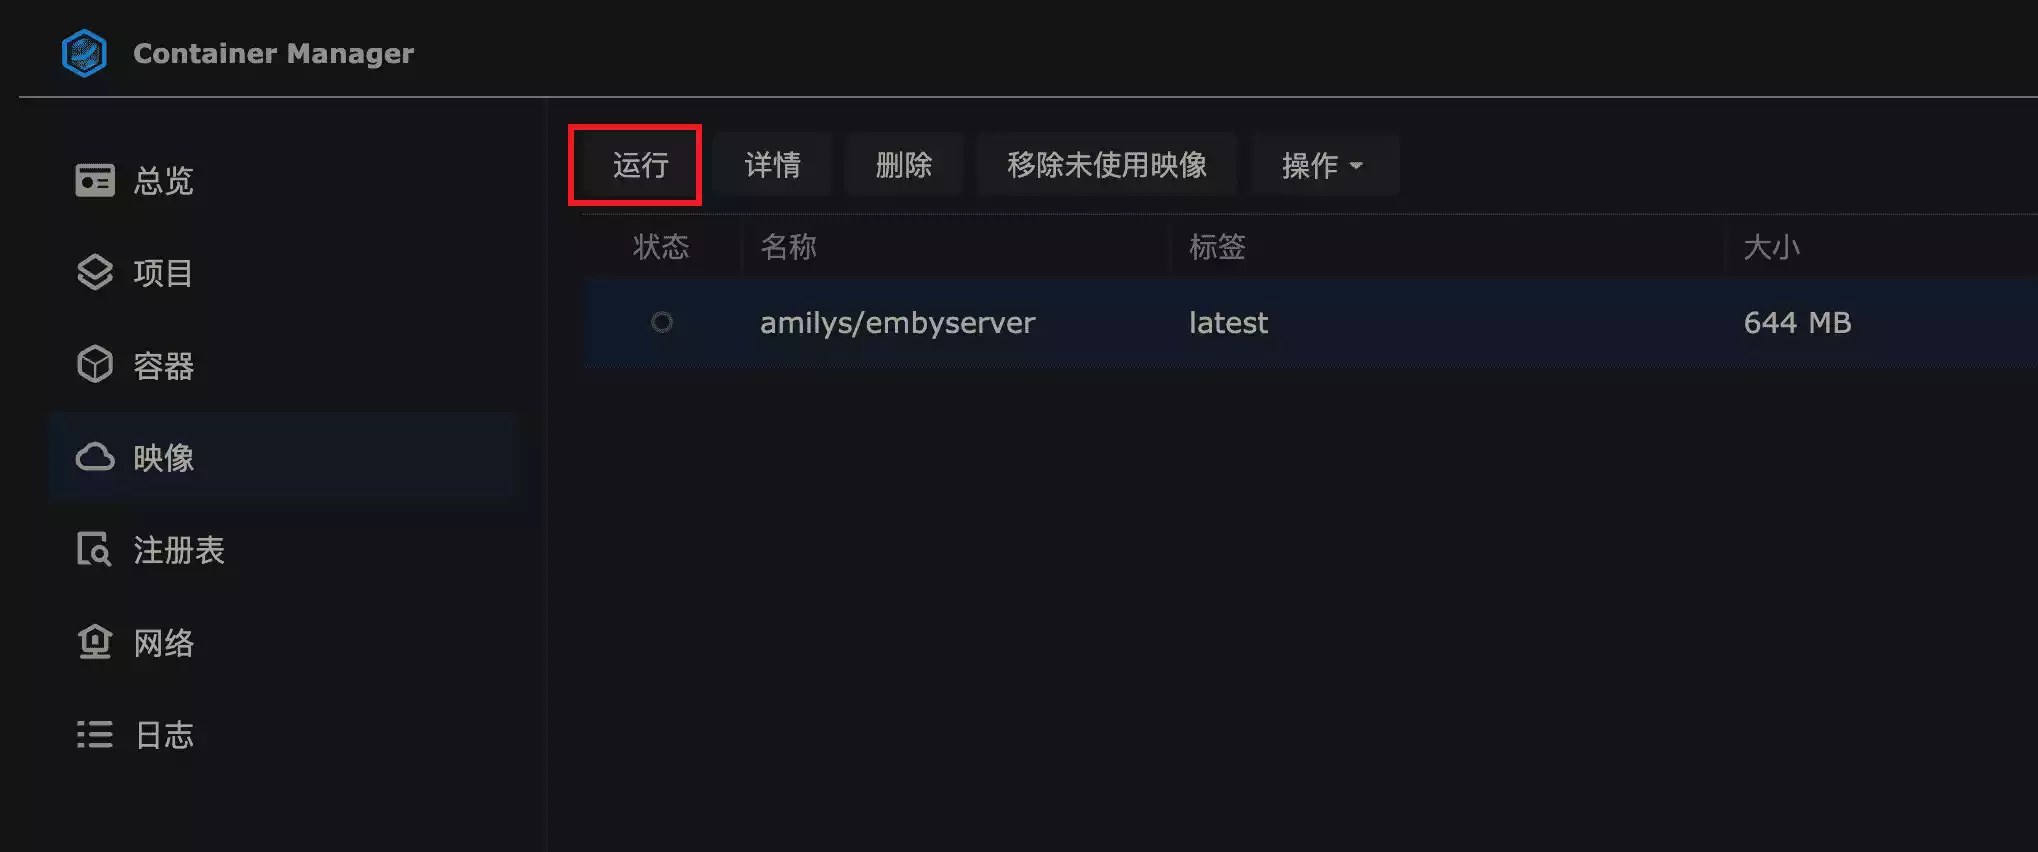 Container Manager
总览
项目
容器
映像
注册表
网络
日志
运行 详情 删除 移除未使用映像 操作
状态 名称 标签 大小
amilys/embyserver latest 644 MB